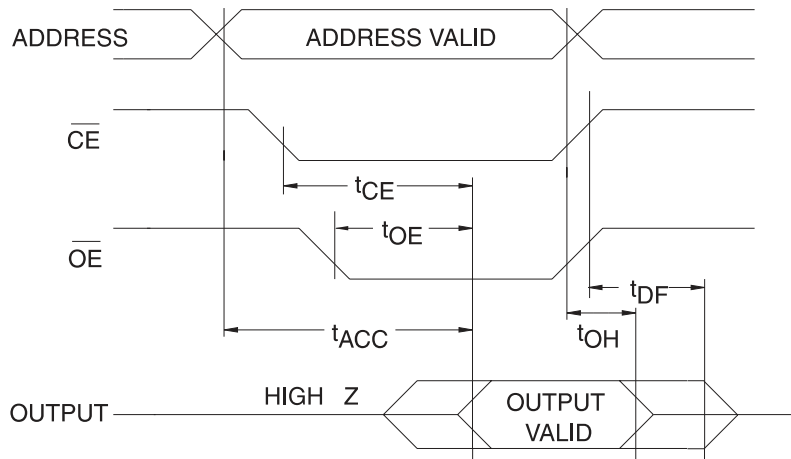 ADDRESS
ADDRESS VALID
CE
tCE
OE
tOE
tDF
tACC
tOH
OUTPUT
HIGH Z
OUTPUT
VALID